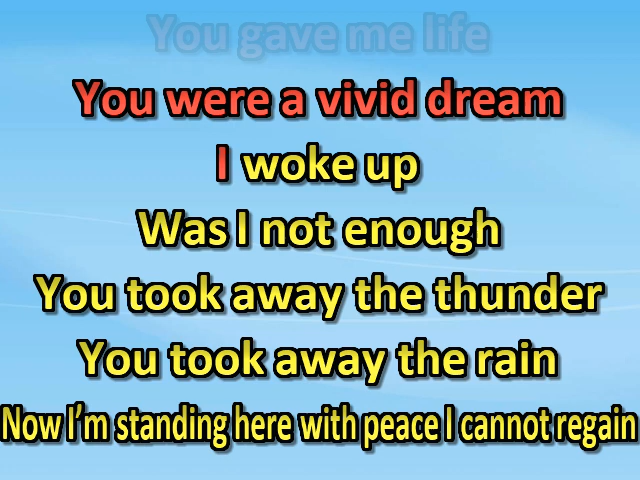 You gave me life
You were a vivid dream
I woke up
Was I not enough
You took away the thunder
You took away the rain
Now I'm standing here with peace I cannot regain